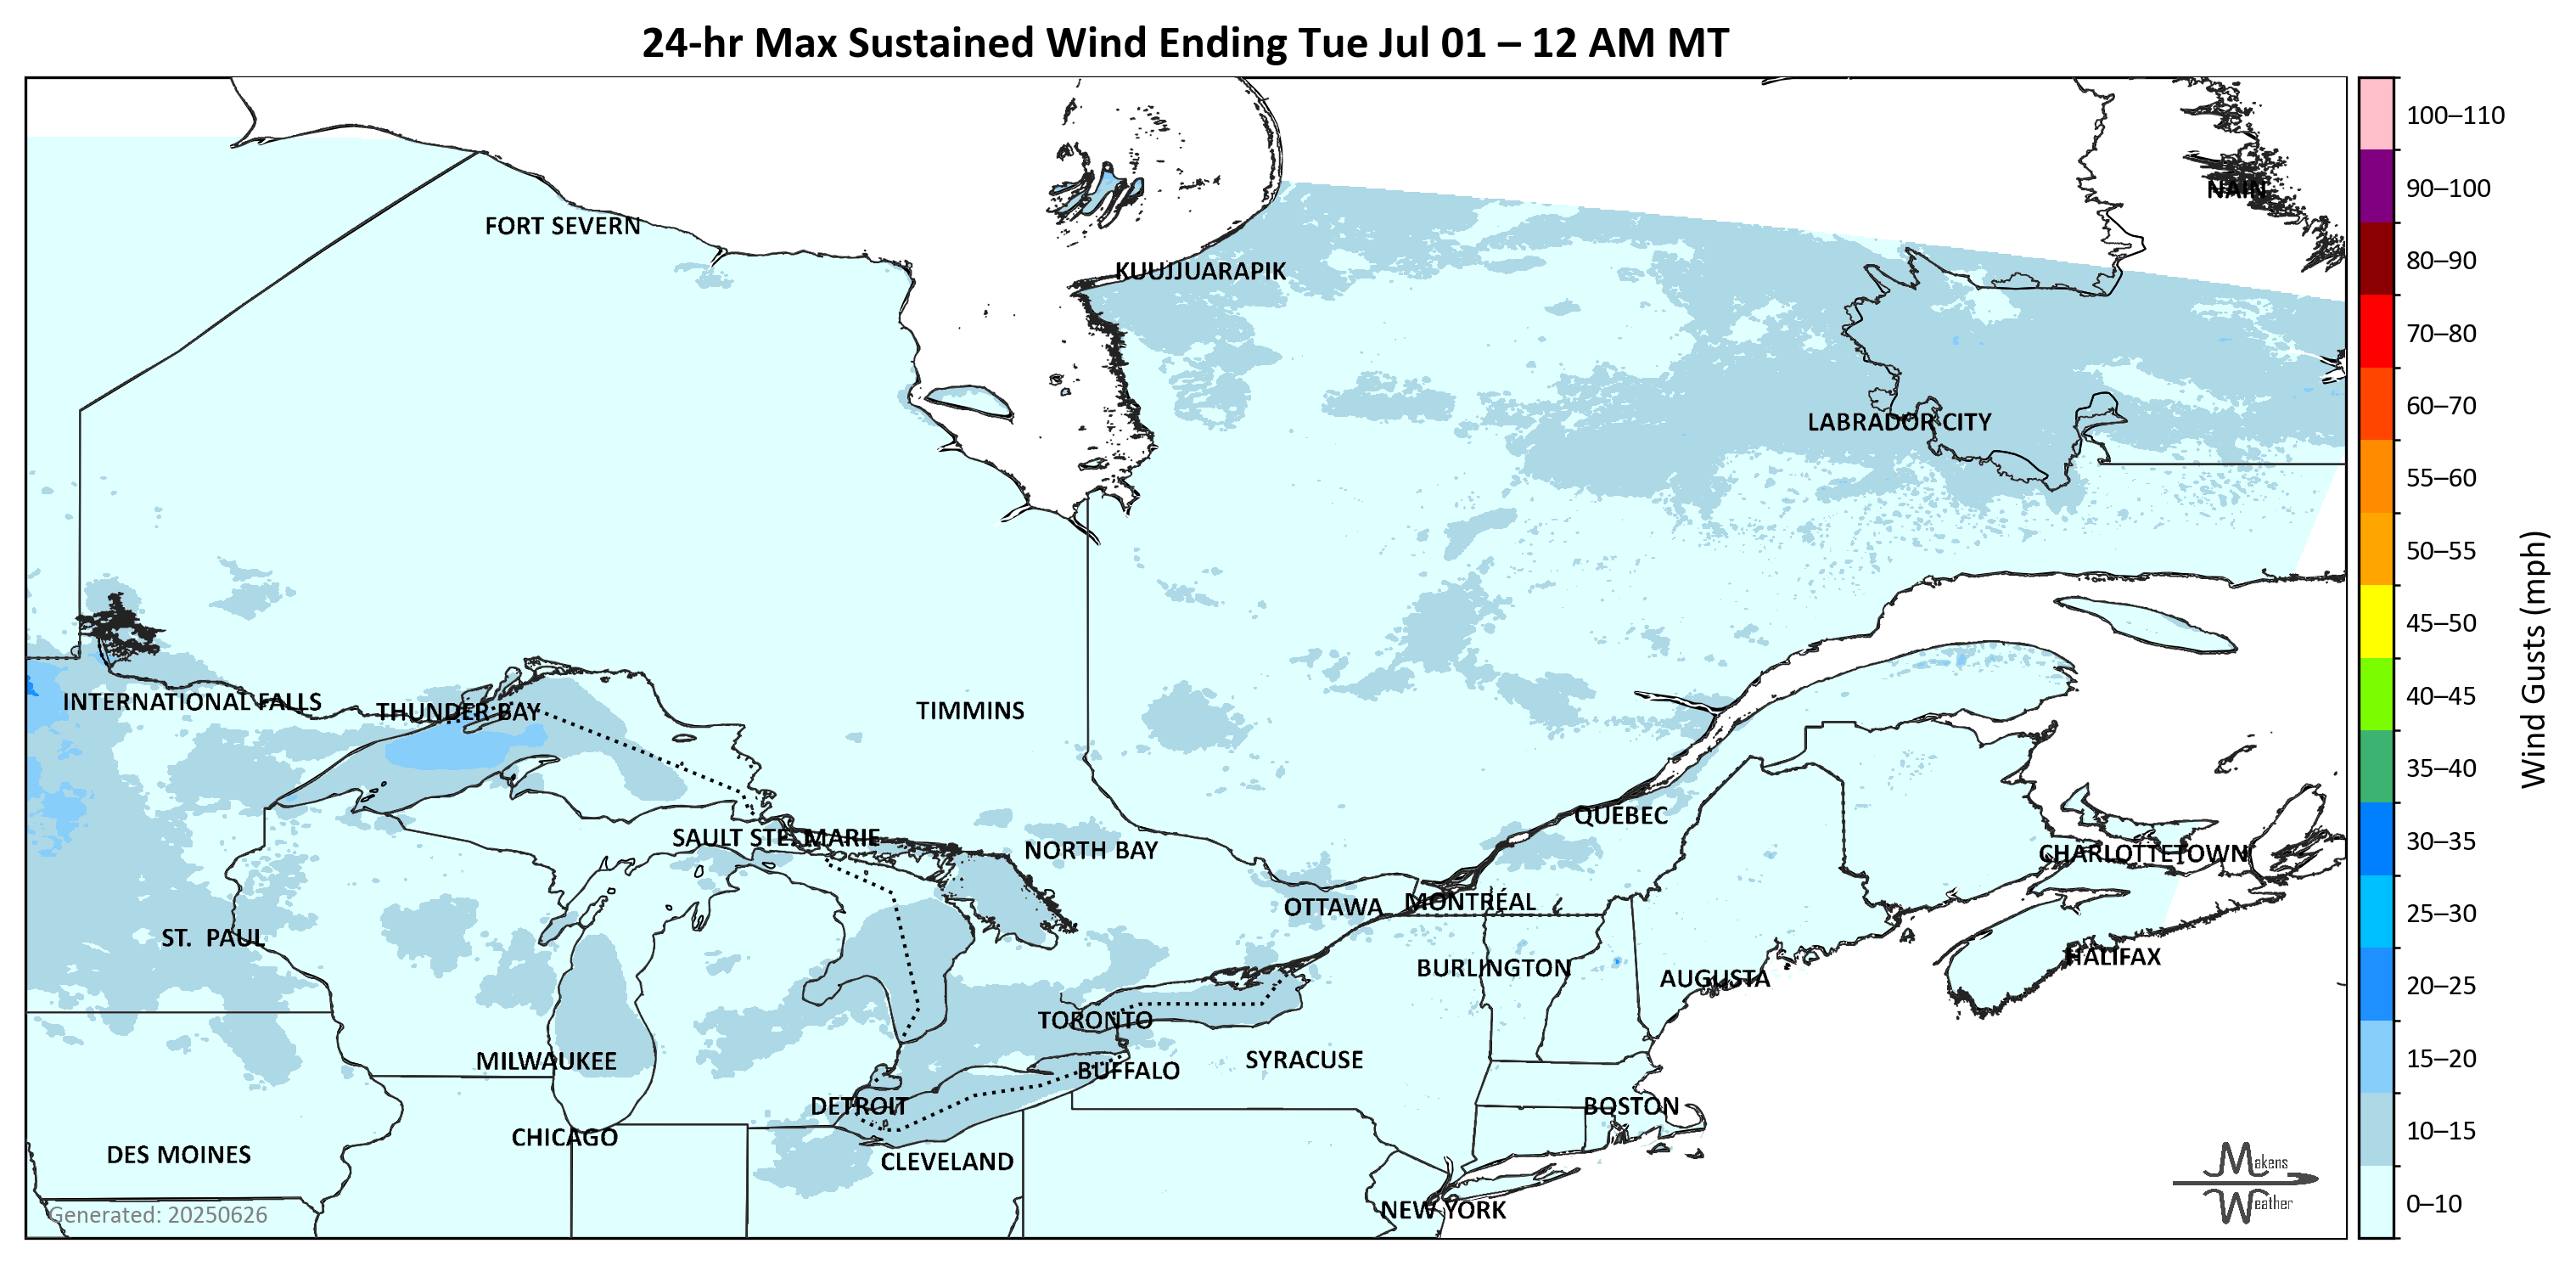 24-hr Max Sustained Wind Ending Tue Jul 01 – 12 AM MT
100–110
90–100
NAIN
FORT SEVERN
80–90
KUUJJUARAPIK
70–80
60–70
LABRADOR CITY
55–60
50–55
45–50
Wind Gusts (mph)
40–45
INTERNATIONAL FALLS
THUNDER BAY
TIMMINS
35–40
QUÉBEC
SAULT STE. MARIE
30–35
NORTH BAY
CHARLOTTETOWN
OTTAWA
MONTRÉAL
25–30
ST. PAUL
HALIFAX
BURLINGTON
AUGUSTA
20–25
TORONTO
MILWAUKEE
SYRACUSE
15–20
BUFFALO
DETROIT
BOSTON
CHICAGO
10–15
DES MOINES
CLEVELAND
Makens
Weather
0–10
NEW YORK
Generated: 20250626